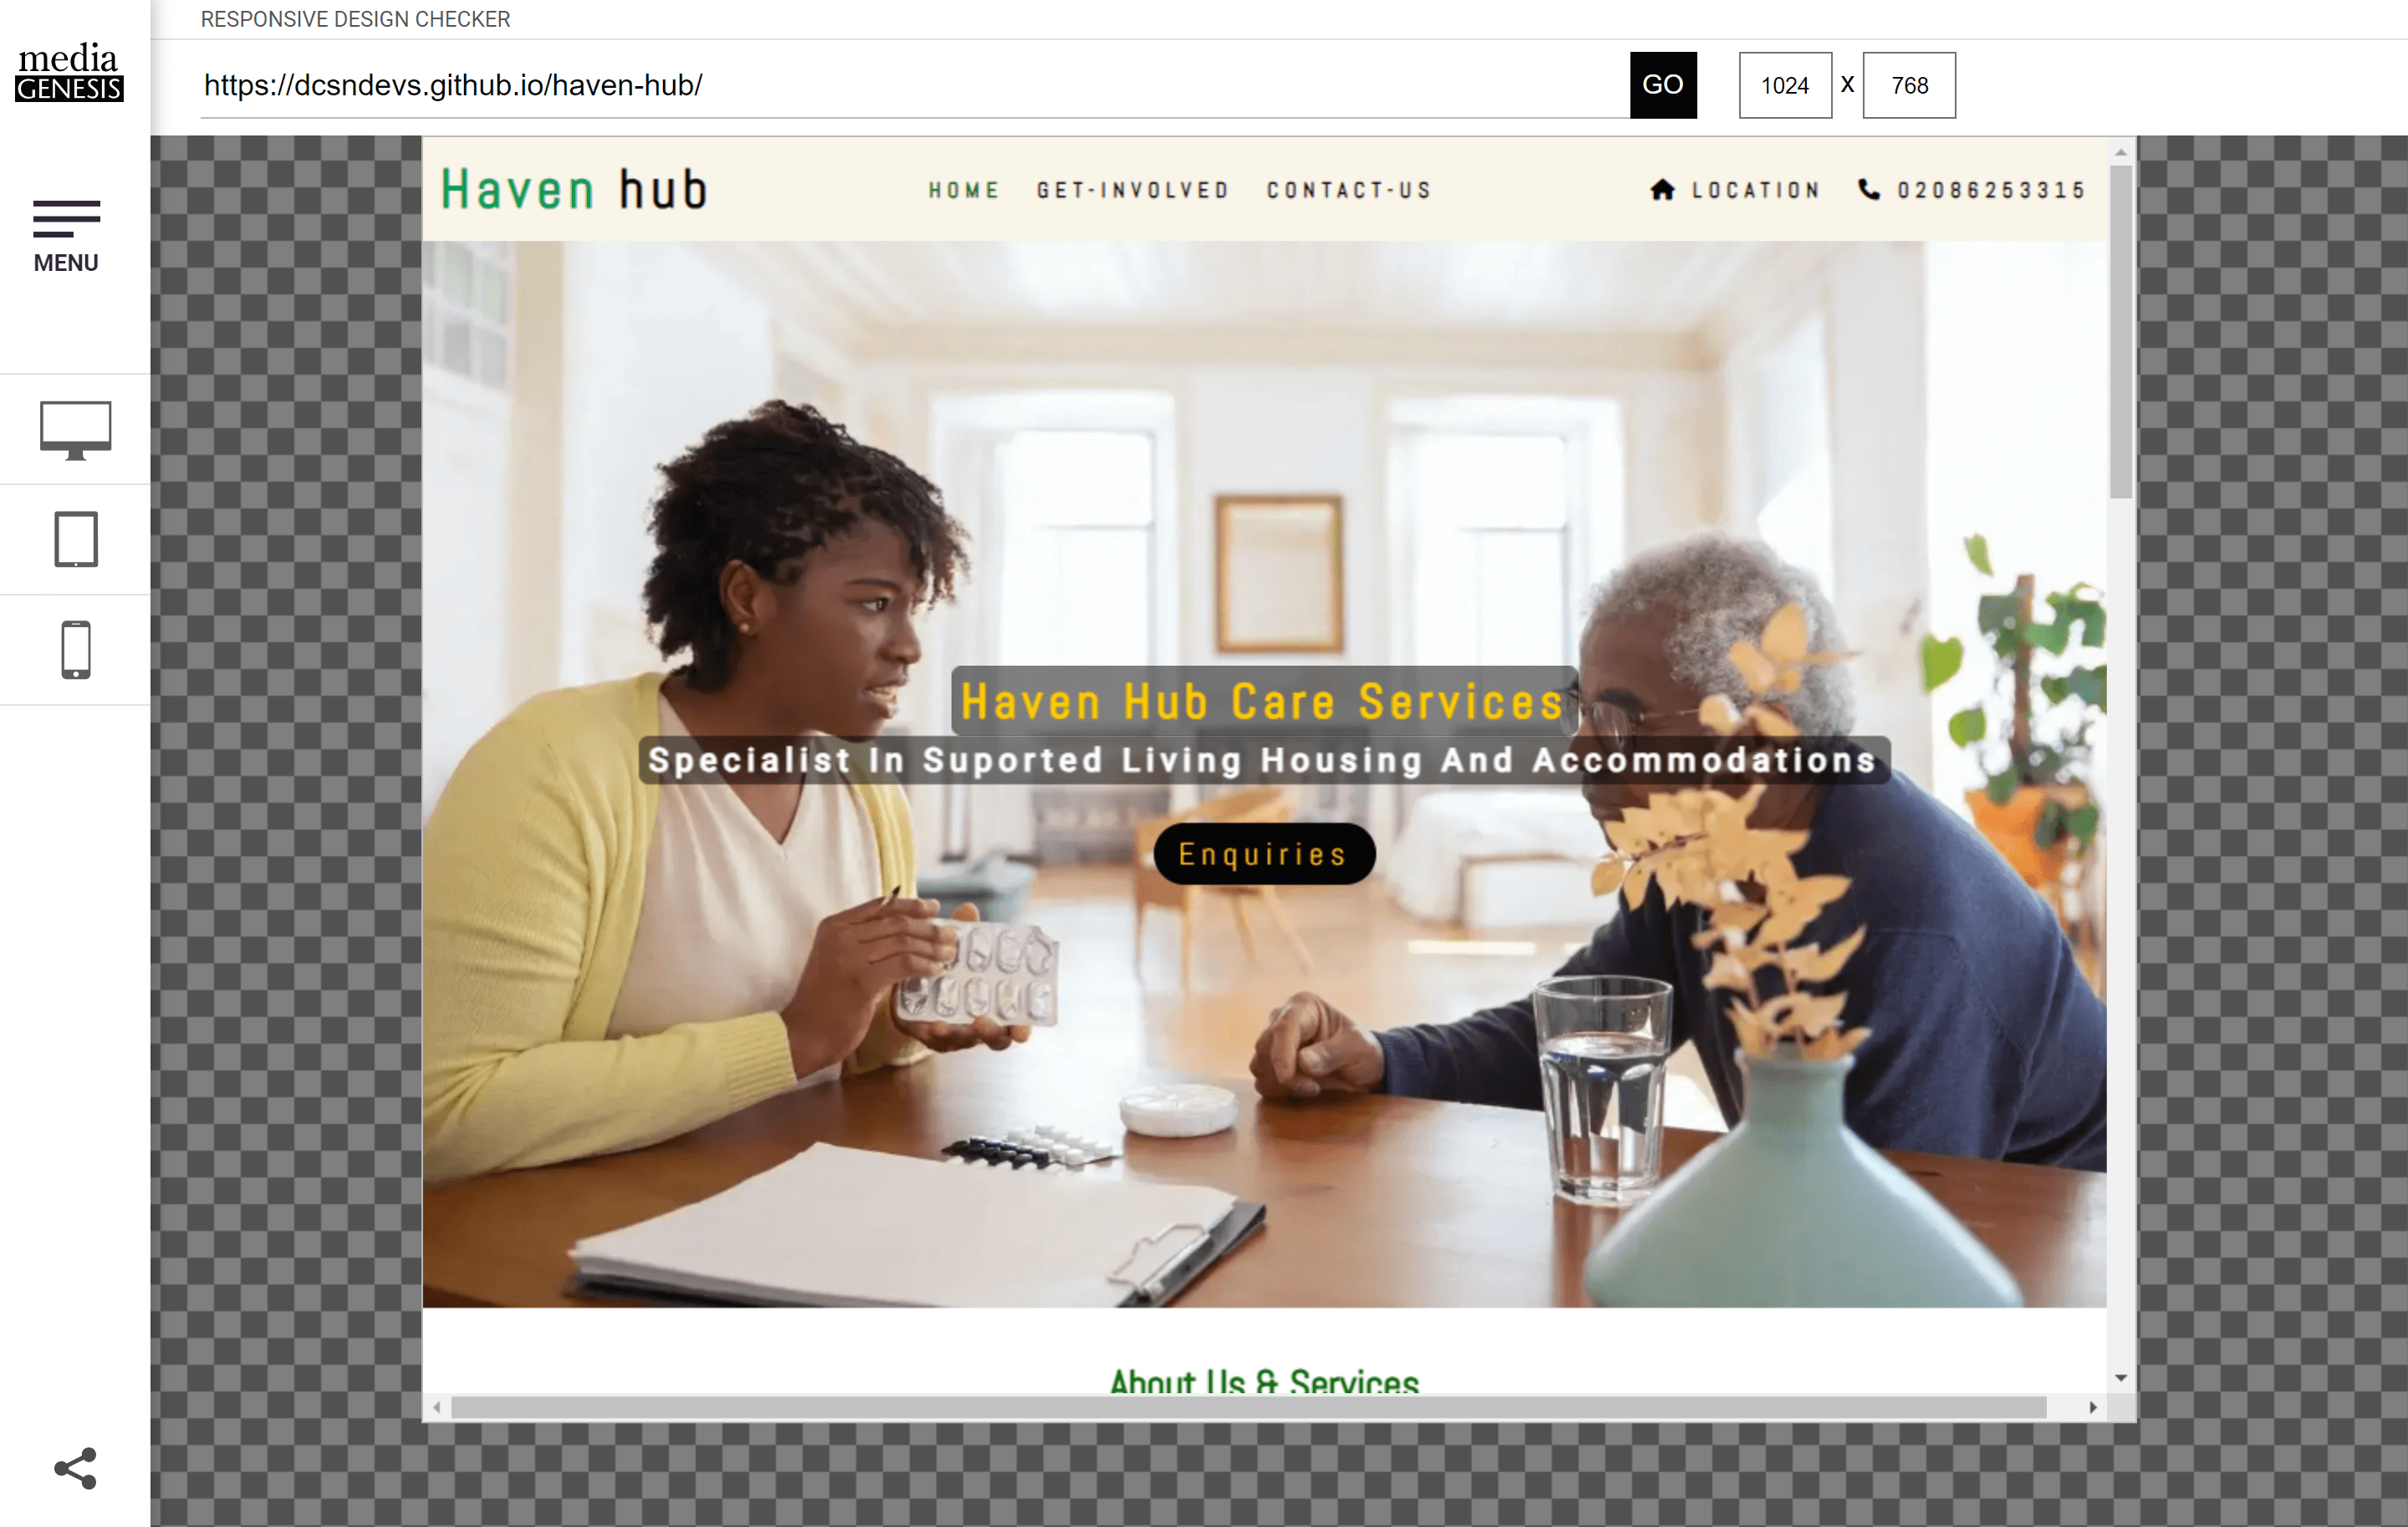 RESPONSIVE DESIGN CHECKER
media
GENESIS
https://dcsndevs.github.io/haven-hub/
GO
1024 x 768
MENU
Haven hub
HOME GET-INVOLVED CONTACT-US
LOCATION 02086253315
Haven Hub Care Services
Specialist In Suported Living Housing And Accommodations
Enquiries
About Us & Services